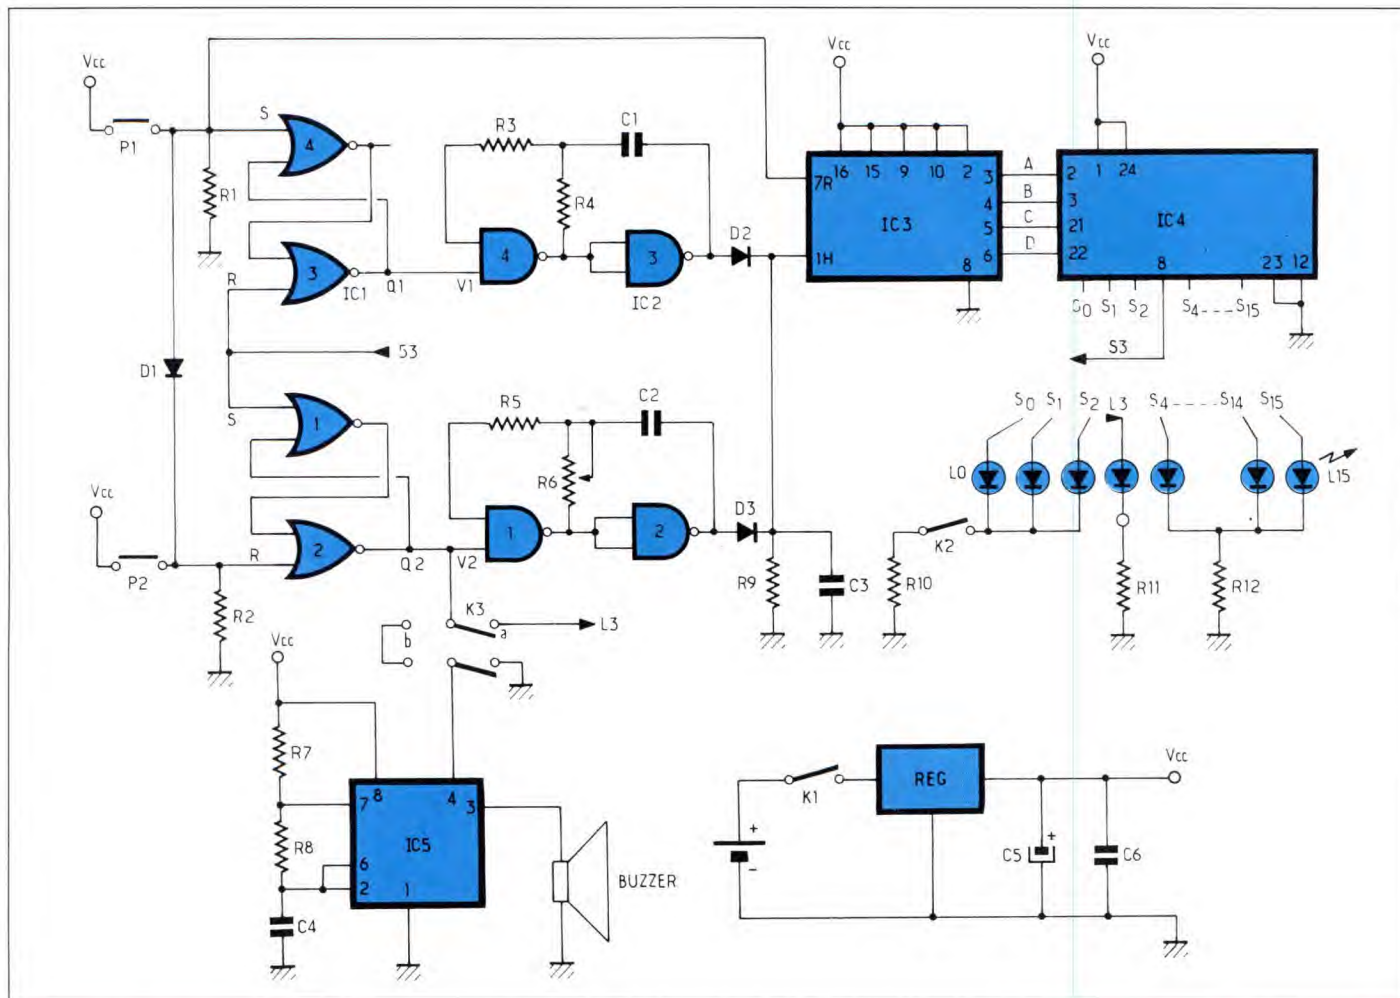 Vcc
P1
S
4
R1
R
3
IC1
Q1
R3
C1
R4
V1
4
3
IC2
D2
Vcc
16 15 9 10 2
7R
1H
IC3
3
4
5
6
8
A
B
C
D
Vcc
1 24
2
3
21
22
IC4
8
23 12
S0 S1 S2 S4 - - - S15
S3
D1
S3
S
1
Vcc
P2
R
2
R2
Q2
R5
C2
R6
V2
1
2
D3
R9
C3
K3
b
a
L3
S0 S1 S2 L3 S4 - - - - S14 S15
L0
L15
K2
R10
R11
R12
Vcc
R7
R8
C4
7
8
4
3
6
2
1
IC5
BUZZER
K1
REG
+
-
C5
+
C6
Vcc